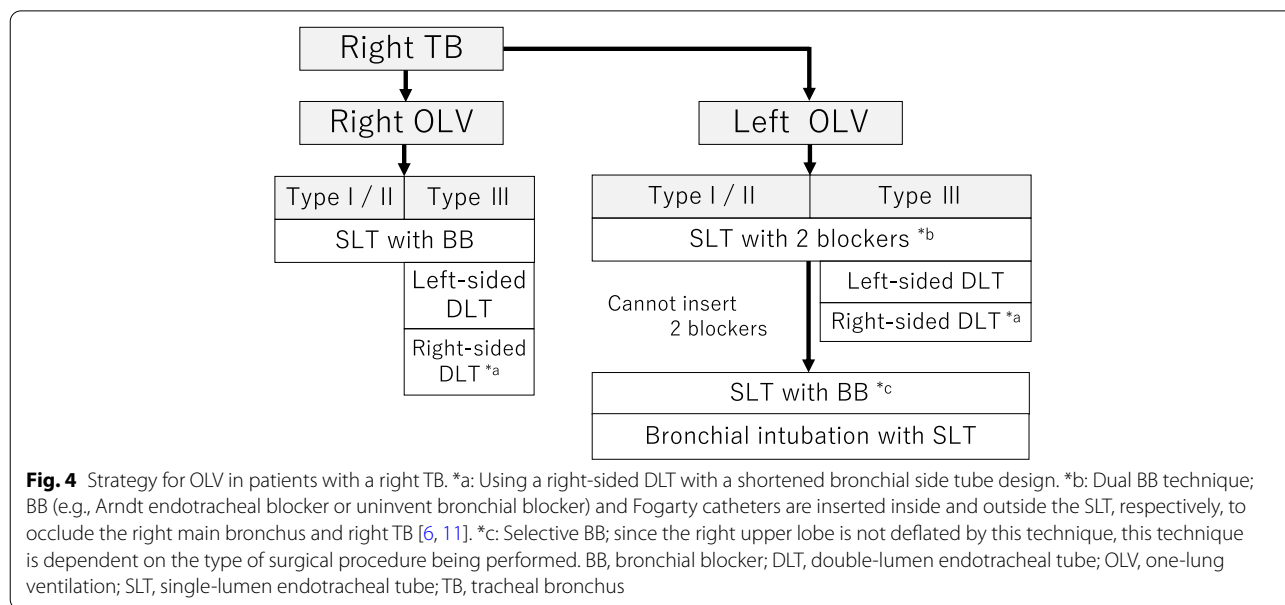 Right TB
Right OLV
Left OLV
Type I / II
Type III
SLT with BB
Left-sided
DLT
Right-sided
DLT *a
Type I / II
Type III
SLT with 2 blockers *b
Left-sided DLT
Right-sided DLT *a
Cannot insert
2 blockers
SLT with BB *c
Bronchial intubation with SLT
Fig. 4 Strategy for OLV in patients with a right TB. *a: Using a right-sided DLT with a shortened bronchial side tube design. *b: Dual BB technique;
BB (e.g., Arndt endotracheal blocker or uninvent bronchial blocker) and Fogarty catheters are inserted inside and outside the SLT, respectively, to
occlude the right main bronchus and right TB [6, 11]. *c: Selective BB; since the right upper lobe is not deflated by this technique, this technique
is dependent on the type of surgical procedure being performed. BB, bronchial blocker; DLT, double-lumen endotracheal tube; OLV, one-lung
ventilation; SLT, single-lumen endotracheal tube; TB, tracheal bronchus